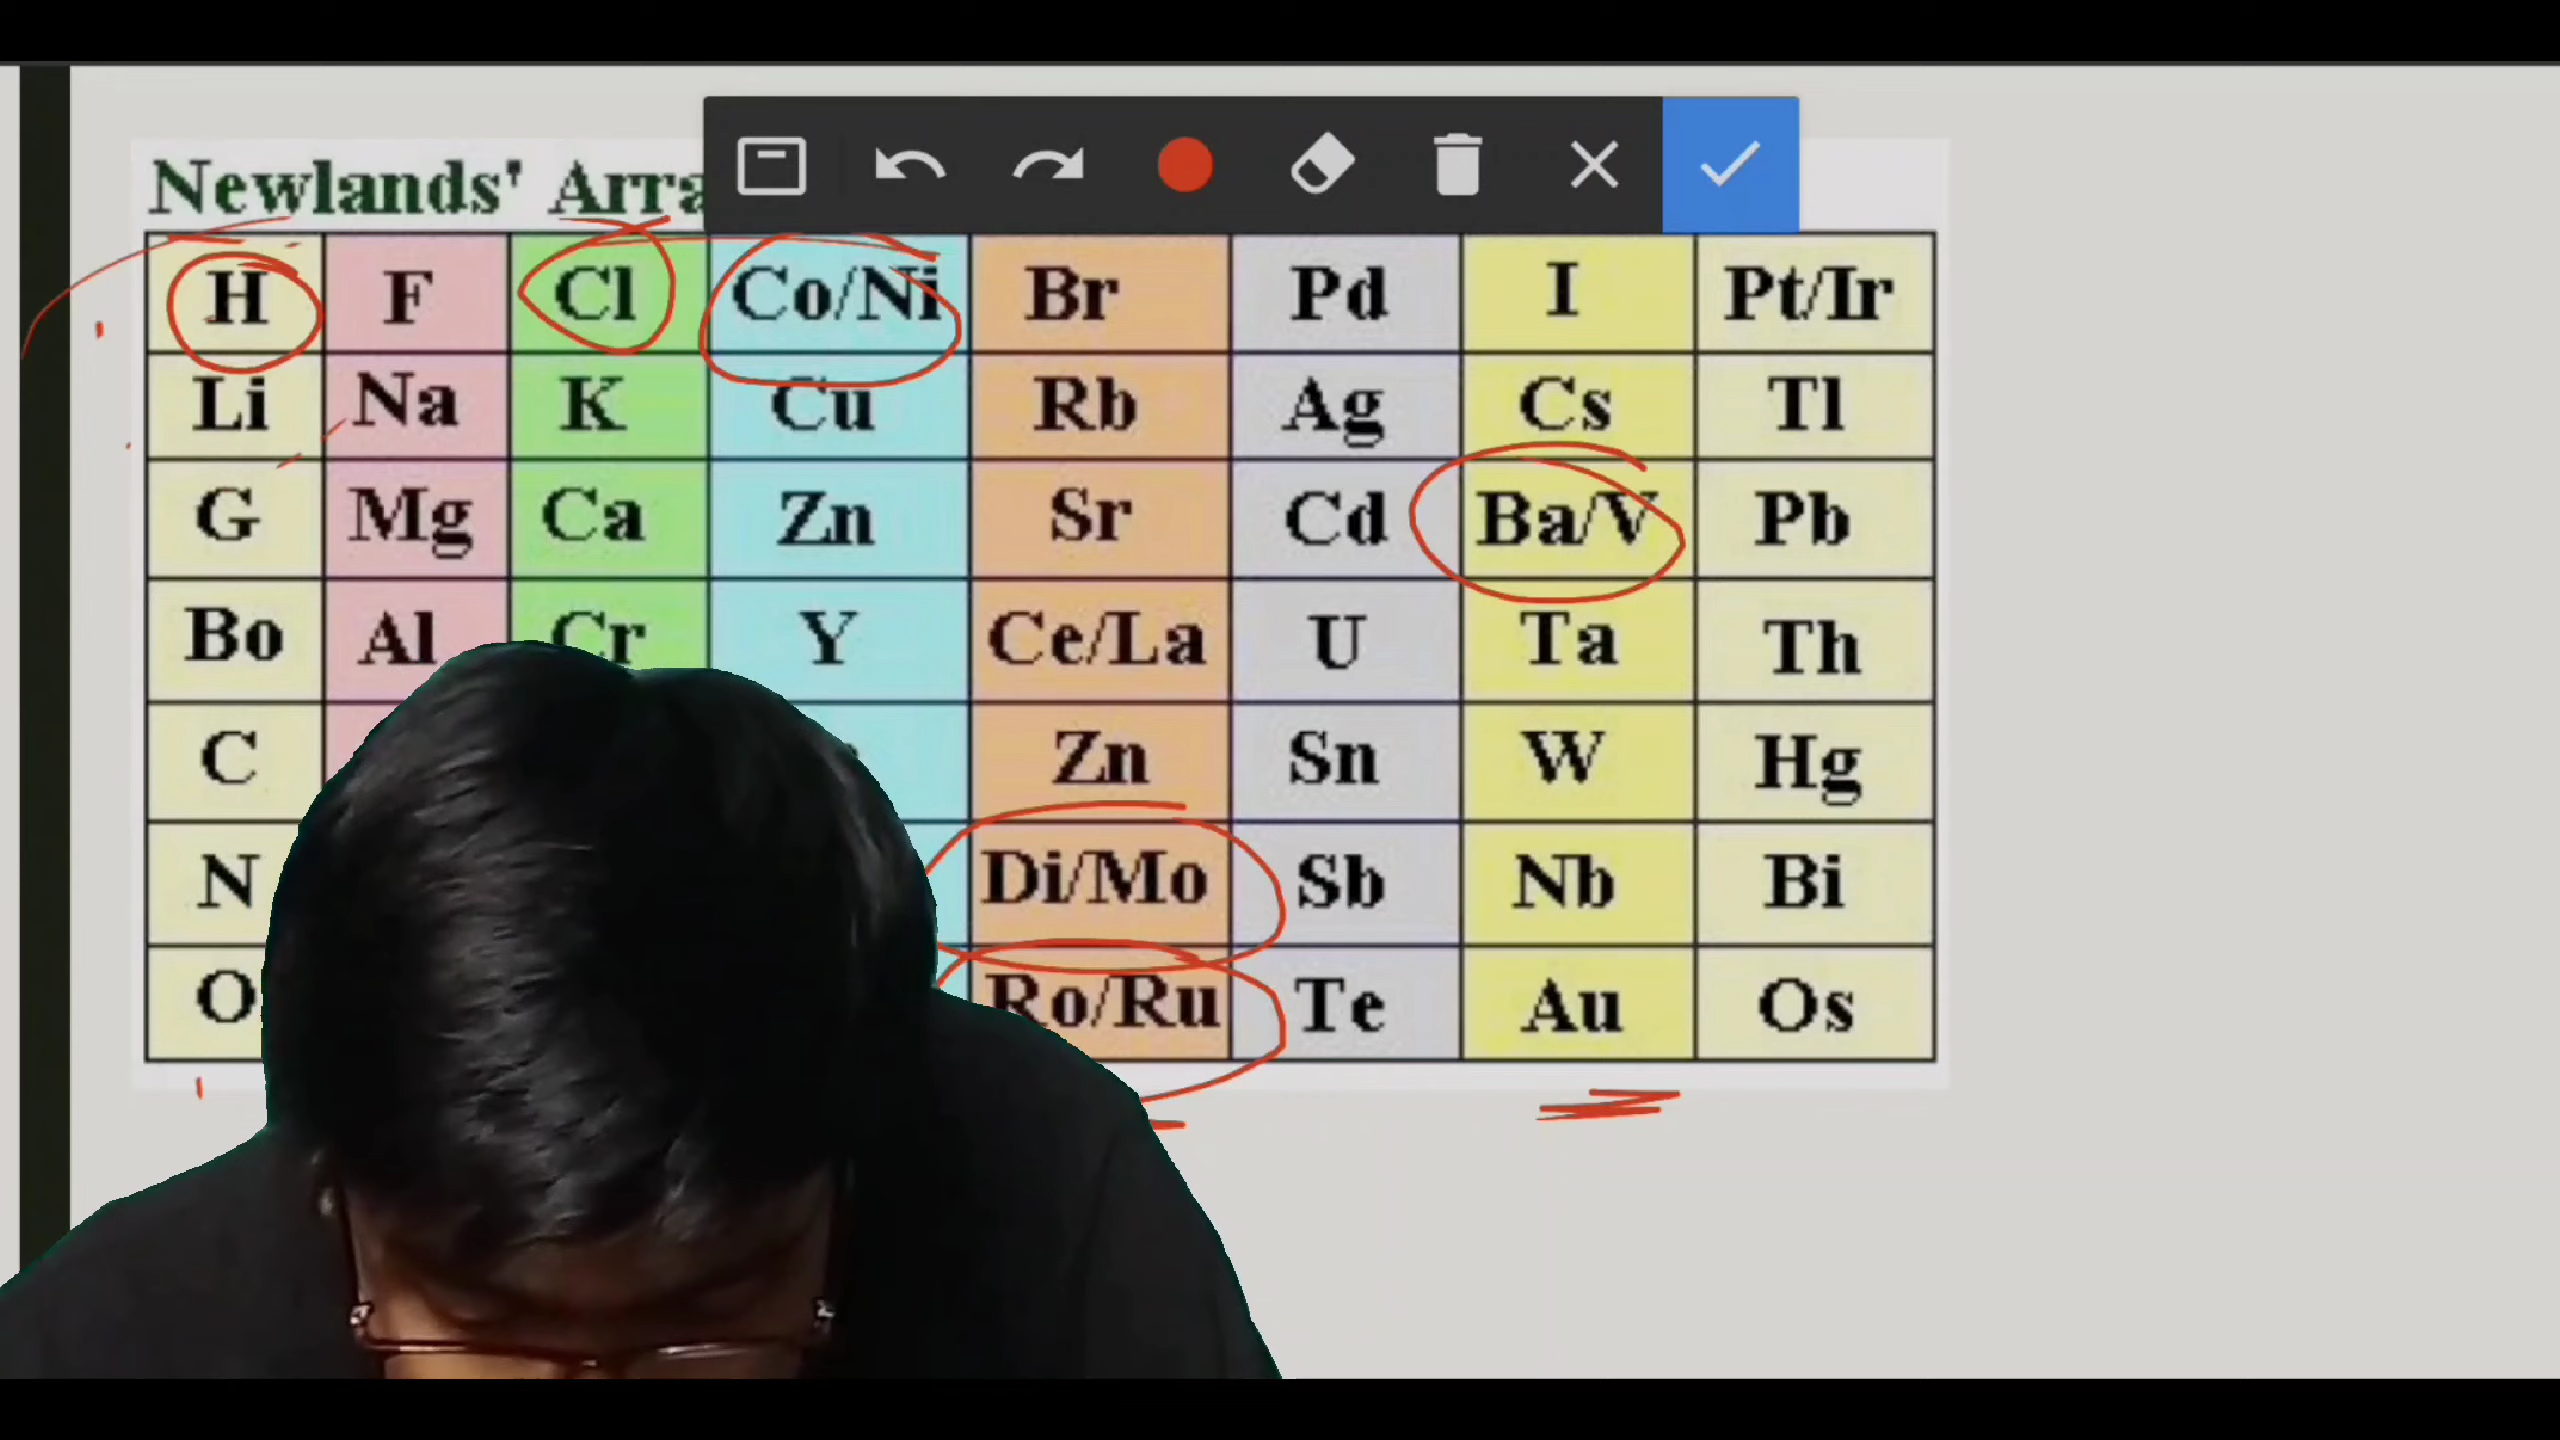 Newlands' Arra
H F Cl Co/Ni Br Pd I Pt/Ir
Li Na K Cu Rb Ag Cs Tl
G Mg Ca Zn Sr Cd Ba/V Pb
Bo Al Cr Y Ce/La U Ta Th
C Zn Sn W Hg
N Di/Mo Sb Nb Bi
O Ro/Ru Te Au Os